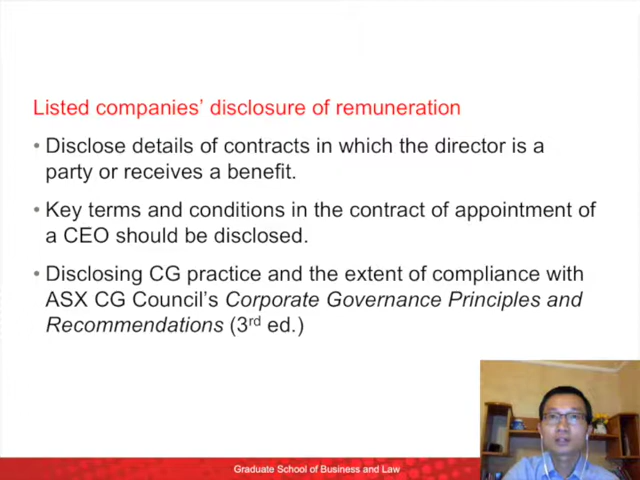 Listed companies' disclosure of remuneration
• Disclose details of contracts in which the director is a
party or receives a benefit.
• Key terms and conditions in the contract of appointment of
a CEO should be disclosed.
• Disclosing CG practice and the extent of compliance with
ASX CG Council's Corporate Governance Principles and
Recommendations (3rd ed.)
Graduate School of Business and Law